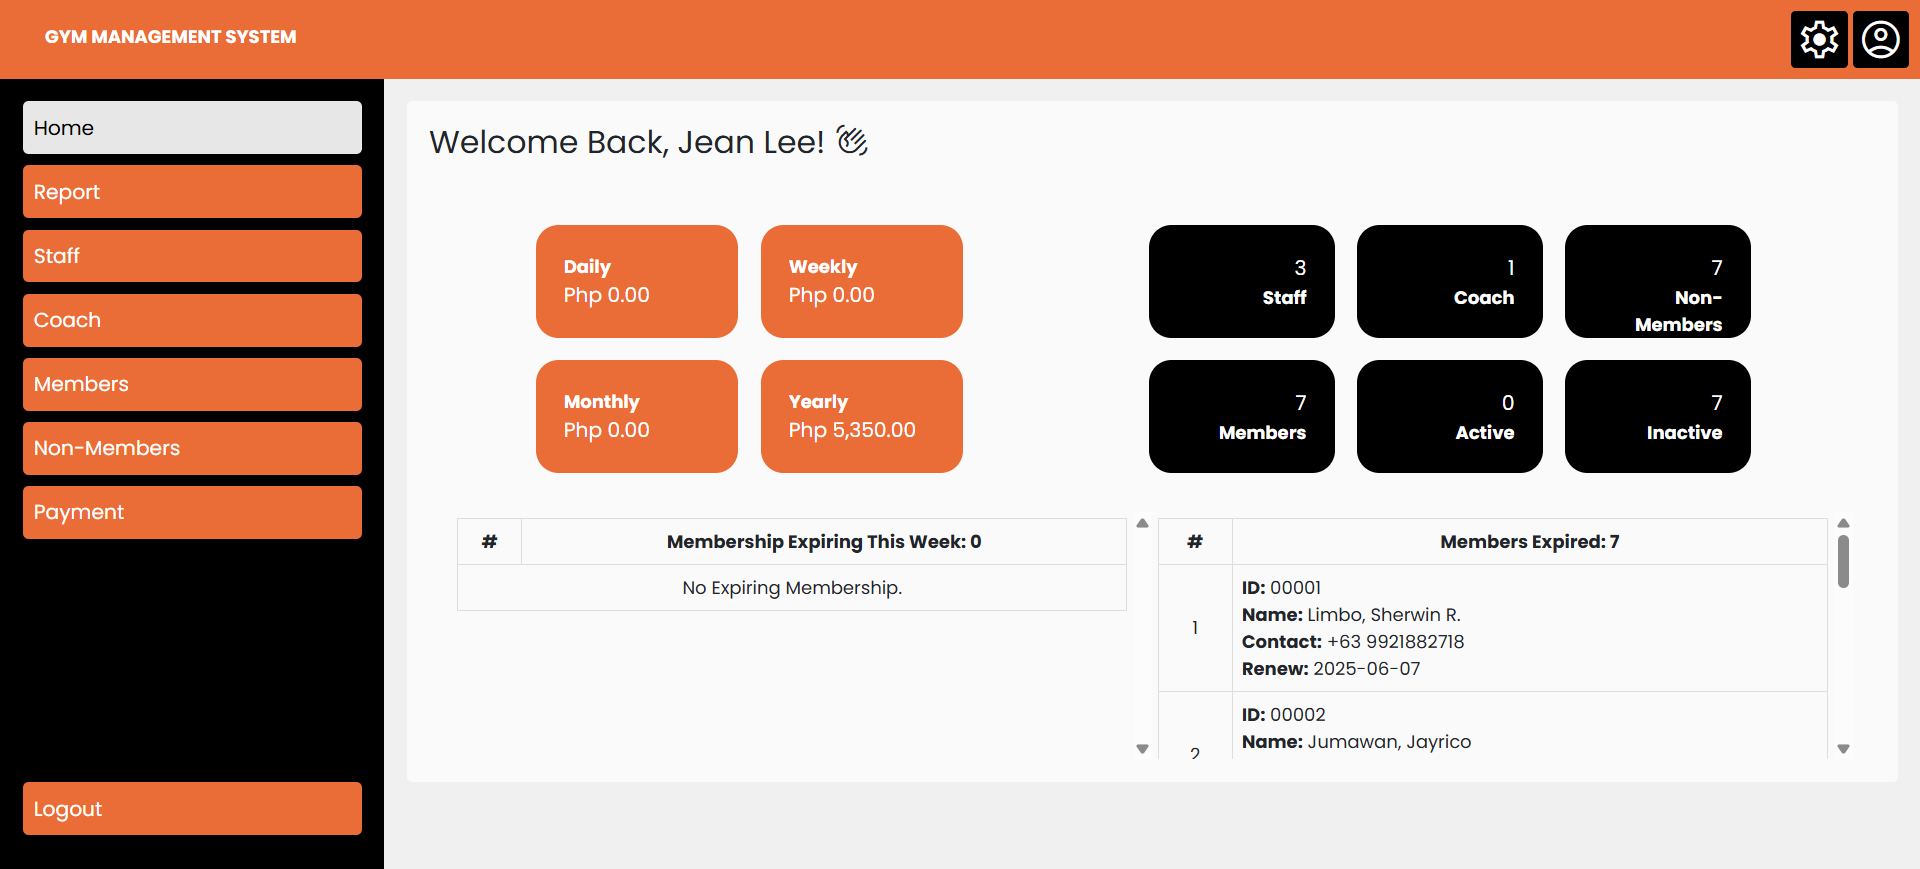 GYM MANAGEMENT SYSTEM
Home
Report
Staff
Coach
Members
Non-Members
Payment
Logout
Welcome Back, Jean Lee!
Daily
Php 0.00
Weekly
Php 0.00
Monthly
Php 0.00
Yearly
Php 5,350.00
3
Staff
1
Coach
7
Non-
Members
7
Members
0
Active
7
Inactive
# Membership Expiring This Week: 0
No Expiring Membership.
# Members Expired: 7
1
ID: 00001
Name: Limbo, Sherwin R.
Contact: +63 9921882718
Renew: 2025-06-07
2
ID: 00002
Name: Jumawan, Jayrico